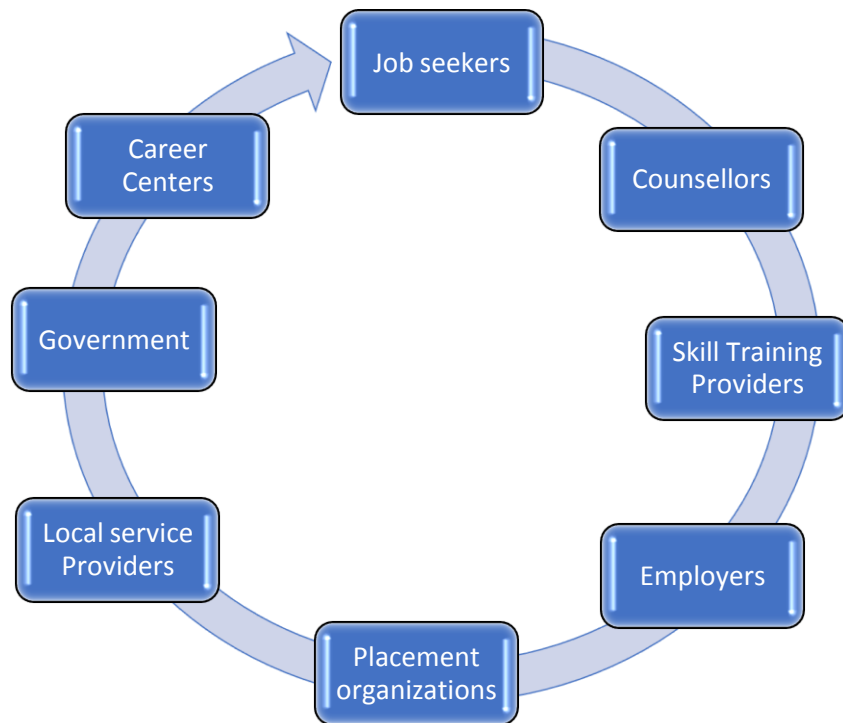 Job seekers
Counsellors
Skill Training
Providers
Employers
Placement
organizations
Local service
Providers
Government
Career
Centers